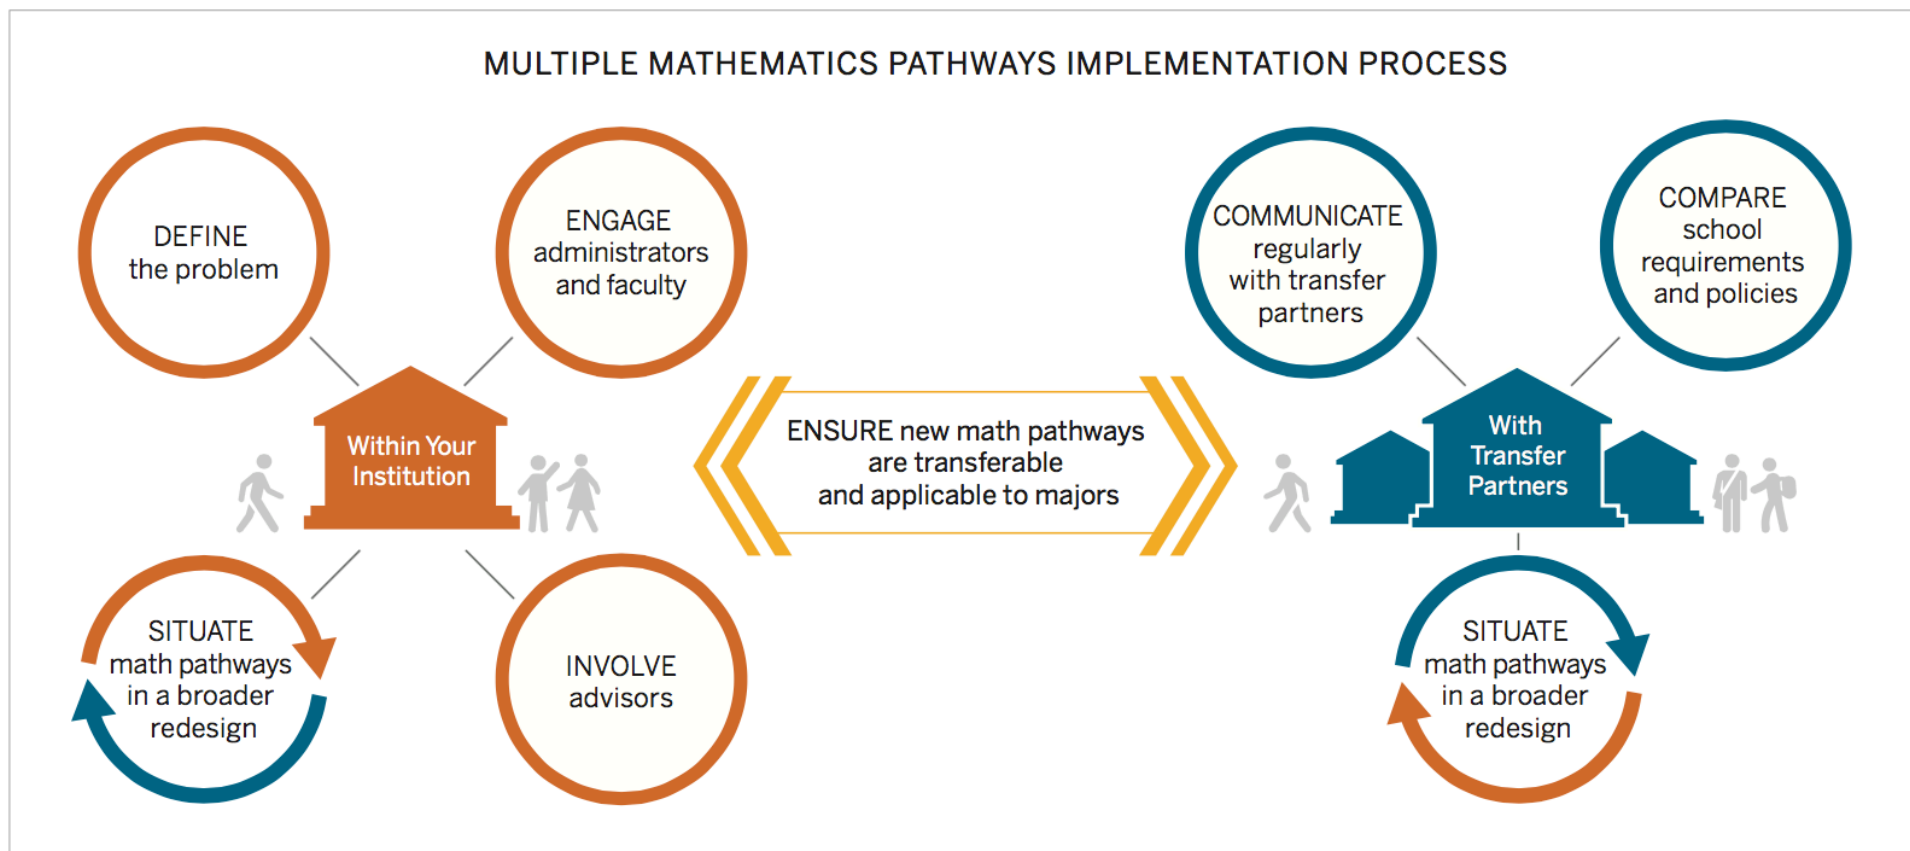 MULTIPLE MATHEMATICS PATHWAYS IMPLEMENTATION PROCESS
DEFINE
the problem
ENGAGE
administrators
and faculty
Within Your
Institution
SITUATE
math pathways
in a broader
redesign
INVOLVE
advisors
ENSURE new math pathways
are transferable
and applicable to majors
COMMUNICATE
regularly
with transfer
partners
COMPARE
school
requirements
and policies
With
Transfer
Partners
SITUATE
math pathways
in a broader
redesign